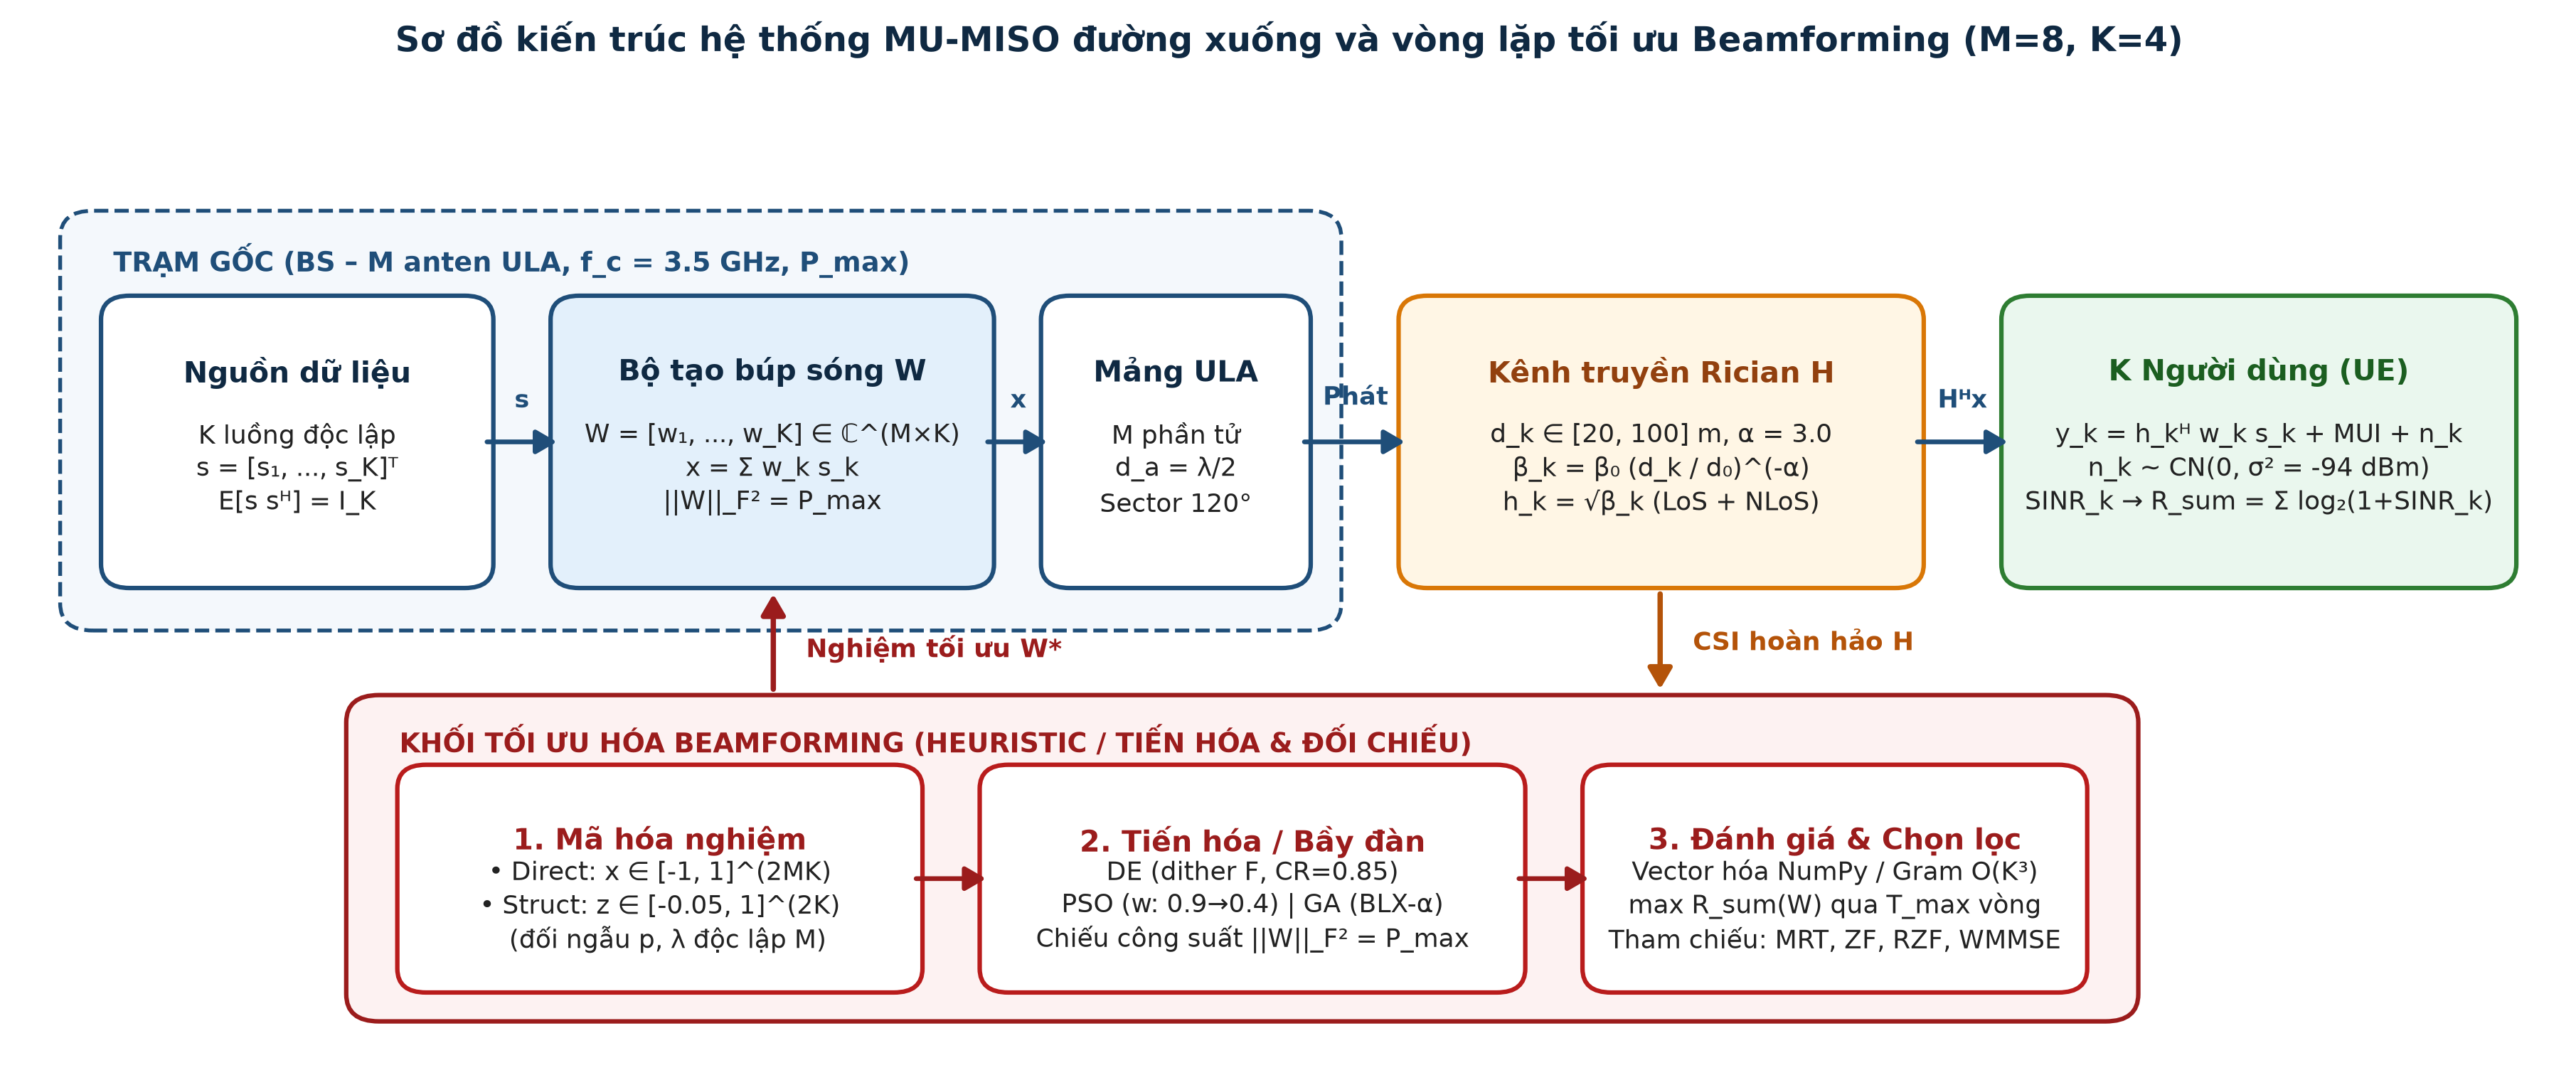 Sơ đồ kiến trúc hệ thống MU-MISO đường xuống và vòng lặp tối ưu Beamforming (M=8, K=4)
TRẠM GỐC (BS – M anten ULA, f_c = 3.5 GHz, P_max)
Nguồn dữ liệu
K luồng độc lập
s = [s₁, ..., s_K]ᵀ
E[s sᴴ] = I_K
s
Bộ tạo búp sóng W
W = [w₁, ..., w_K] ∈ ℂ^(M×K)
x = Σ w_k s_k
||W||_F² = P_max
x
Mảng ULA
M phần tử
d_a = λ/2
Sector 120°
Phát
Kênh truyền Rician H
d_k ∈ [20, 100] m, α = 3.0
β_k = β₀ (d_k / d₀)^(-α)
h_k = √β_k (LoS + NLoS)
Hᴴx
K Người dùng (UE)
y_k = h_kᴴ w_k s_k + MUI + n_k
n_k ~ CN(0, σ² = -94 dBm)
SINR_k → R_sum = Σ log₂(1+SINR_k)
Nghiệm tối ưu W*
CSI hoàn hảo H
KHỐI TỐI ƯU HÓA BEAMFORMING (HEURISTIC / TIẾN HÓA & ĐỐI CHIẾU)
1. Mã hóa nghiệm
• Direct: x ∈ [-1, 1]^(2MK)
• Struct: z ∈ [-0.05, 1]^(2K)
(đối ngẫu p, λ độc lập M)
2. Tiến hóa / Bầy đàn
DE (dither F, CR=0.85)
PSO (w: 0.9→0.4) | GA (BLX-α)
Chiếu công suất ||W||_F² = P_max
3. Đánh giá & Chọn lọc
Vector hóa NumPy / Gram O(K³)
max R_sum(W) qua T_max vòng
Tham chiếu: MRT, ZF, RZF, WMMSE